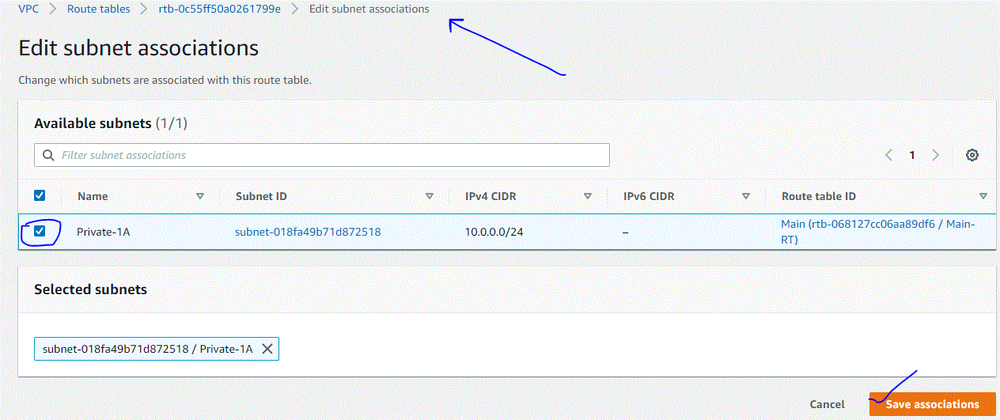 VPC > Route tables > rtb-0c55ff50a0261799e > Edit subnet associations
Edit subnet associations
Change which subnets are associated with this route table.
Available subnets (1/1)
Filter subnet associations
1
Name Subnet ID IPv4 CIDR IPv6 CIDR Route table ID
Private-1A subnet-018fa49b71d872518 10.0.0.0/24 – Main (rtb-068127cc06aa89df6 / Main-
RT)
Selected subnets
subnet-018fa49b71d872518 / Private-1A
Cancel Save associations